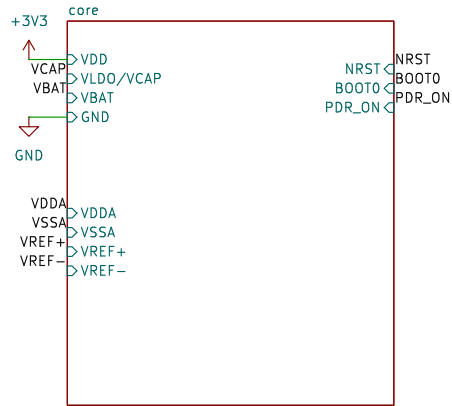 core
+3V3
VDD
VCAP
VLDO/VCAP
VBAT
VBAT
GND
GND
NRST
NRST
BOOT0
BOOT0
PDR_ON
PDR_ON
VDDA
VDDA
VSSA
VSSA
VREF+
VREF+
VREF-
VREF-